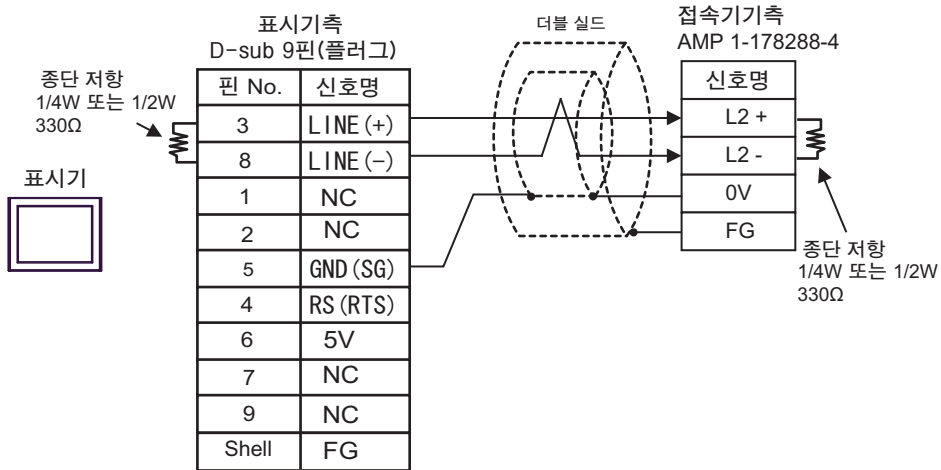 표시기측
D-sub 9핀(플러그)
더블 실드
접속기기측
AMP 1-178288-4
종단 저항
1/4W 또는 1/2W
330Ω
표시기
핀 No. 신호명
3 LINE(+)
8 LINE(-)
1 NC
2 NC
5 GND(SG)
4 RS(RTS)
6 5V
7 NC
9 NC
Shell FG
신호명
L2 +
L2 -
0V
FG
종단 저항
1/4W 또는 1/2W
330Ω